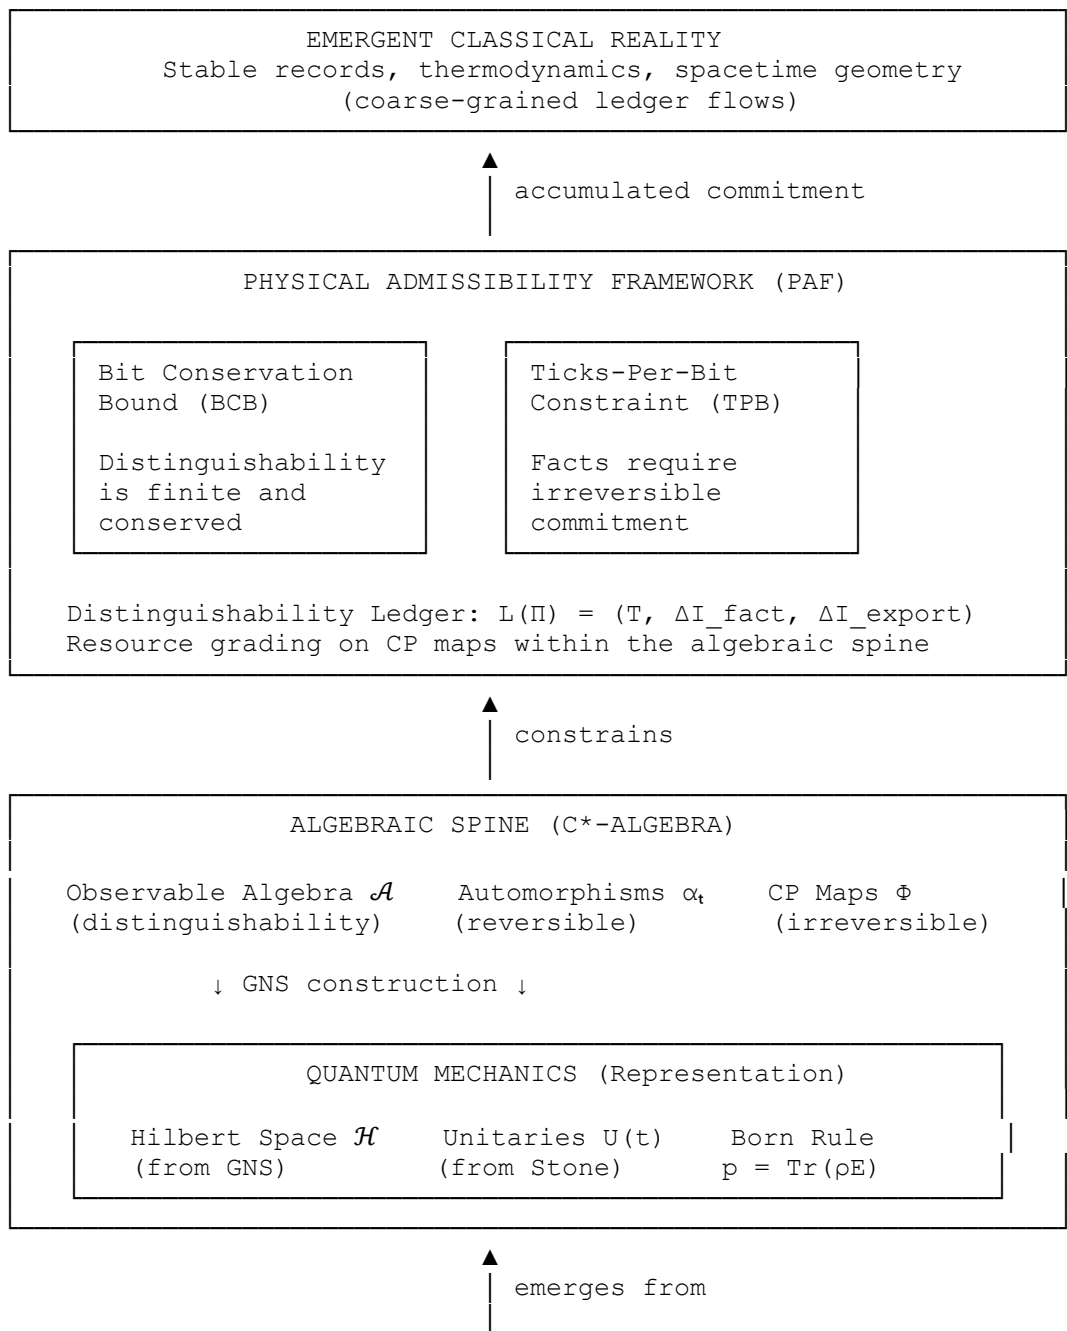 EMERGENT CLASSICAL REALITY
Stable records, thermodynamics, spacetime geometry
(coarse-grained ledger flows)
accumulated commitment
PHYSICAL ADMISSIBILITY FRAMEWORK (PAF)
Bit Conservation
Bound (BCB)
Distinguishability
is finite and
conserved
Ticks-Per-Bit
Constraint (TPB)
Facts require
irreversible
commitment
Distinguishability Ledger: L(Π) = (T, ΔI_fact, ΔI_export)
Resource grading on CP maps within the algebraic spine
constrains
ALGEBRAIC SPINE (C*-ALGEBRA)
Observable Algebra 𝒜 Automorphisms αₜ CP Maps Φ
(distinguishability) (reversible) (irreversible)
↓ GNS construction ↓
QUANTUM MECHANICS (Representation)
Hilbert Space ℋ Unitaries U(t) Born Rule
(from GNS) (from Stone) p = Tr(ρE)
emerges from